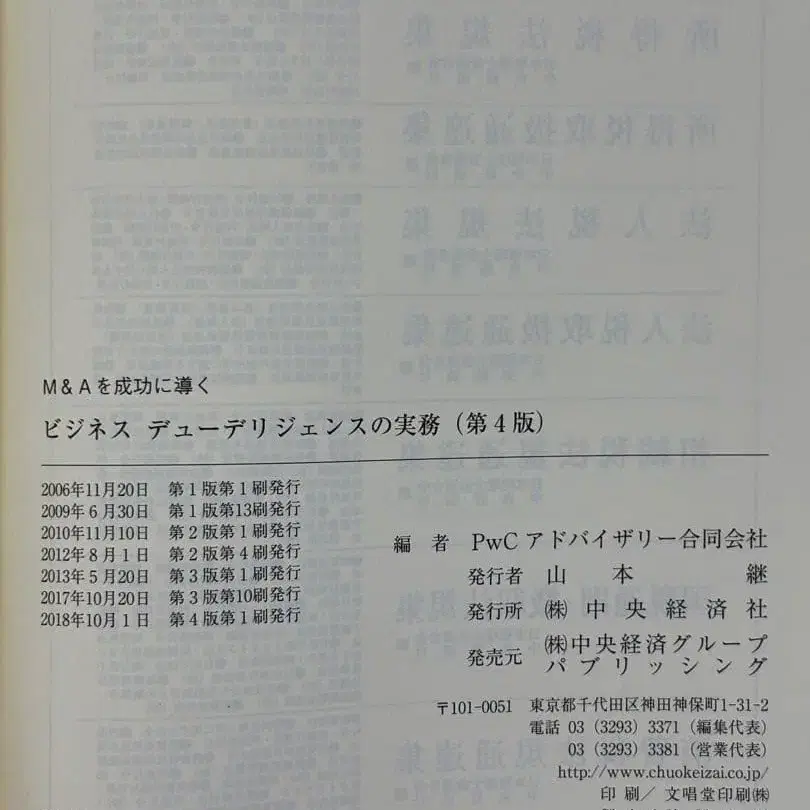 M&Aを成功に導く
ビジネス デューデリジェンスの実務（第4版）
2006年11月20日 第1版第1刷発行
2009年6月30日 第1版第13刷発行
2010年11月10日 第2版第1刷発行
2012年8月1日 第2版第4刷発行
2013年5月20日 第3版第1刷発行
2017年10月20日 第3版第10刷発行
2018年10月1日 第4版第1刷発行
編者 PwCアドバイザリー合同会社
発行者 山本継
発行所 ㈱中央経済社
発売元 ㈱中央経済グループ
パブリッシング
〒101-0051 東京都千代田区神田神保町1-31-2
電話 03（3293）3371（編集代表）
03（3293）3381（営業代表）
http://www.chuokeizai.co.jp/
印刷／文唱堂印刷㈱